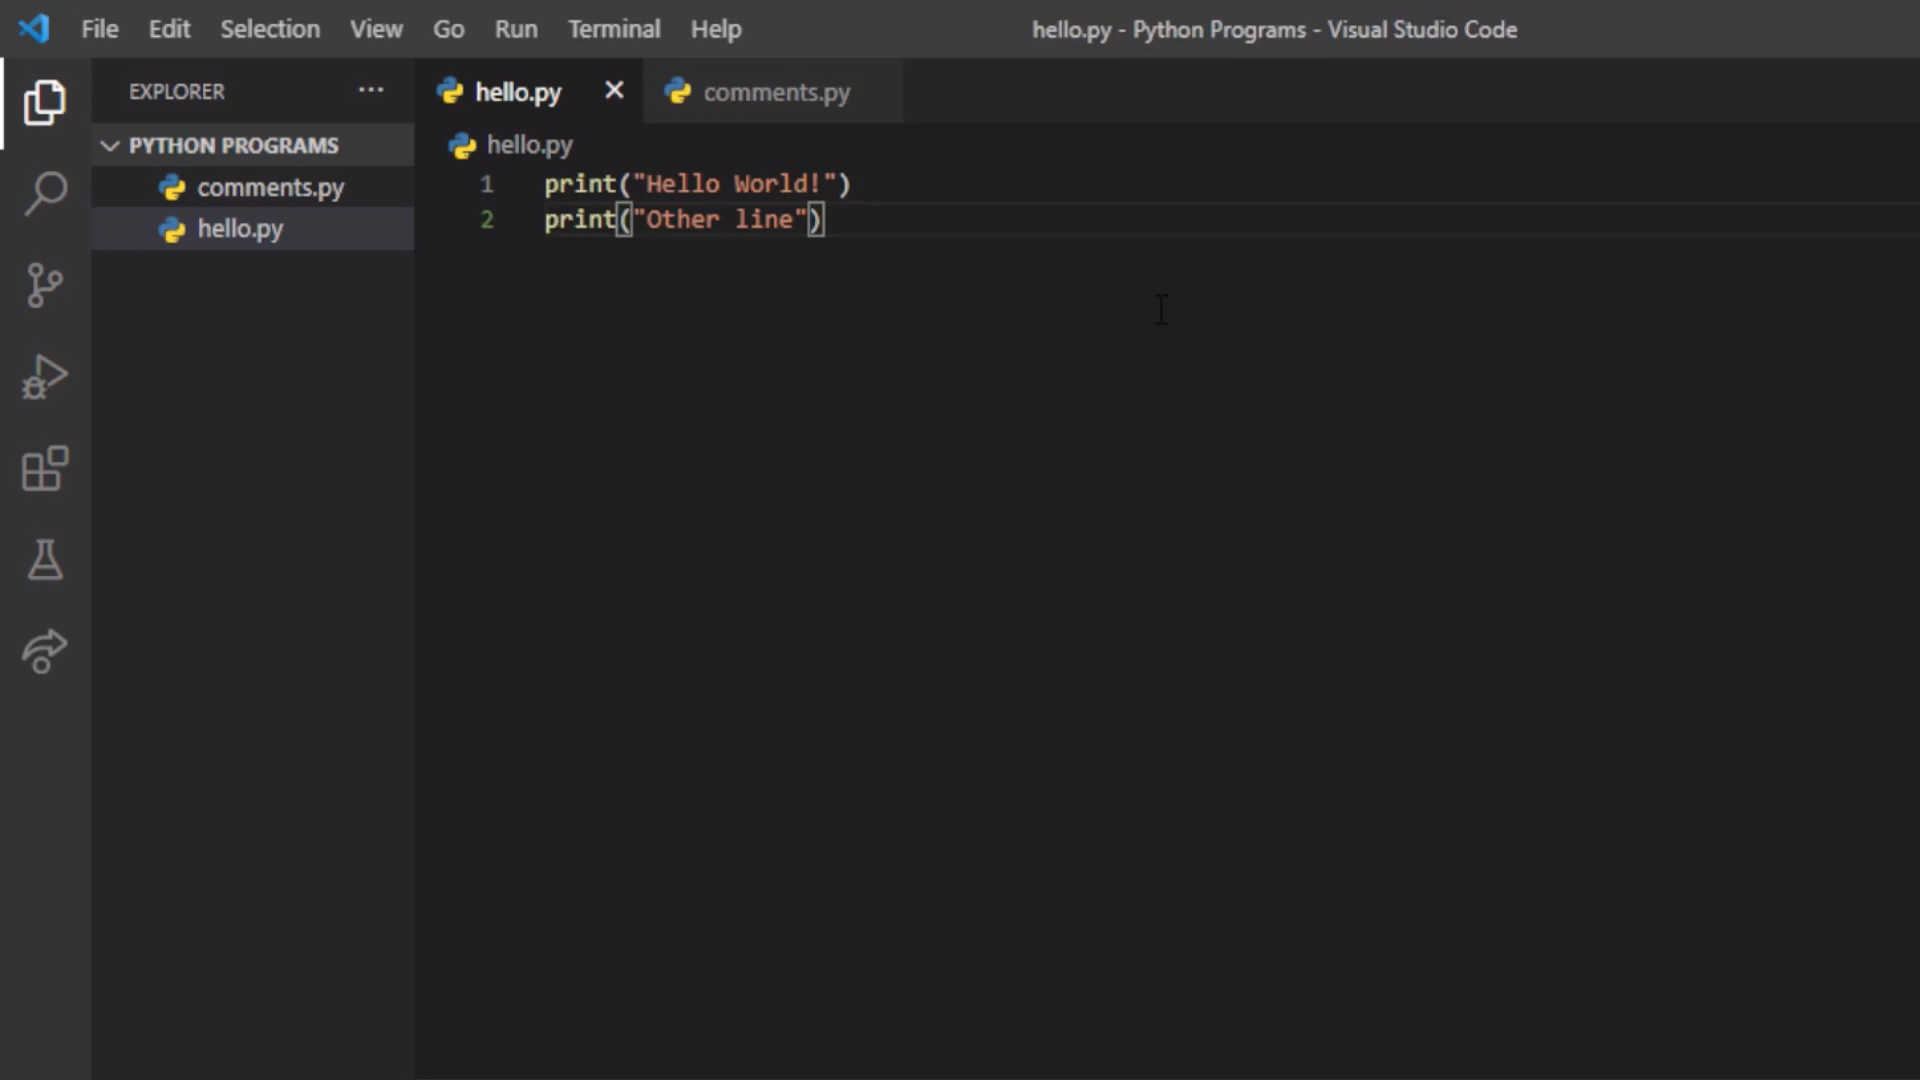 File Edit Selection View Go Run Terminal Help
hello.py - Python Programs - Visual Studio Code
EXPLORER ···
PYTHON PROGRAMS
comments.py
hello.py
hello.py ✕ comments.py
hello.py
1 print("Hello World!")
2 print("Other line")